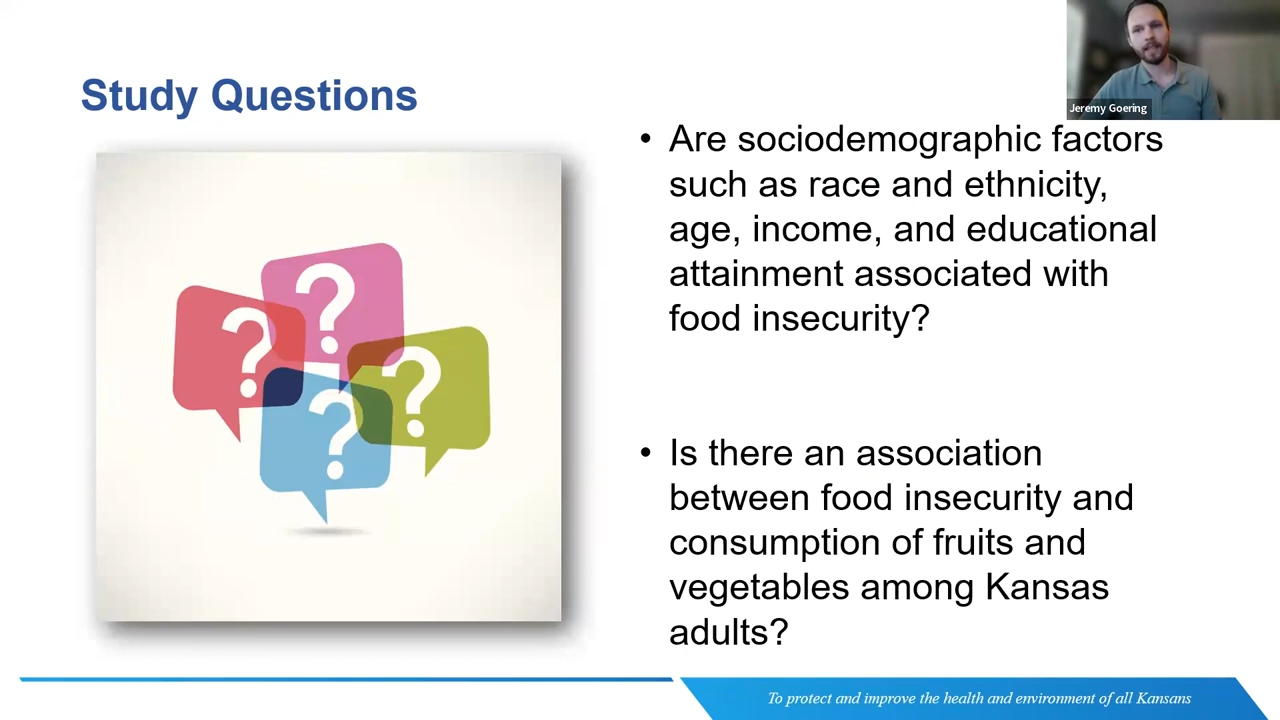 Study Questions
Jeremy Goering
• Are sociodemographic factors
such as race and ethnicity,
age, income, and educational
attainment associated with
food insecurity?
• Is there an association
between food insecurity and
consumption of fruits and
vegetables among Kansas
adults?
? ? ? ?
To protect and improve the health and environment of all Kansans